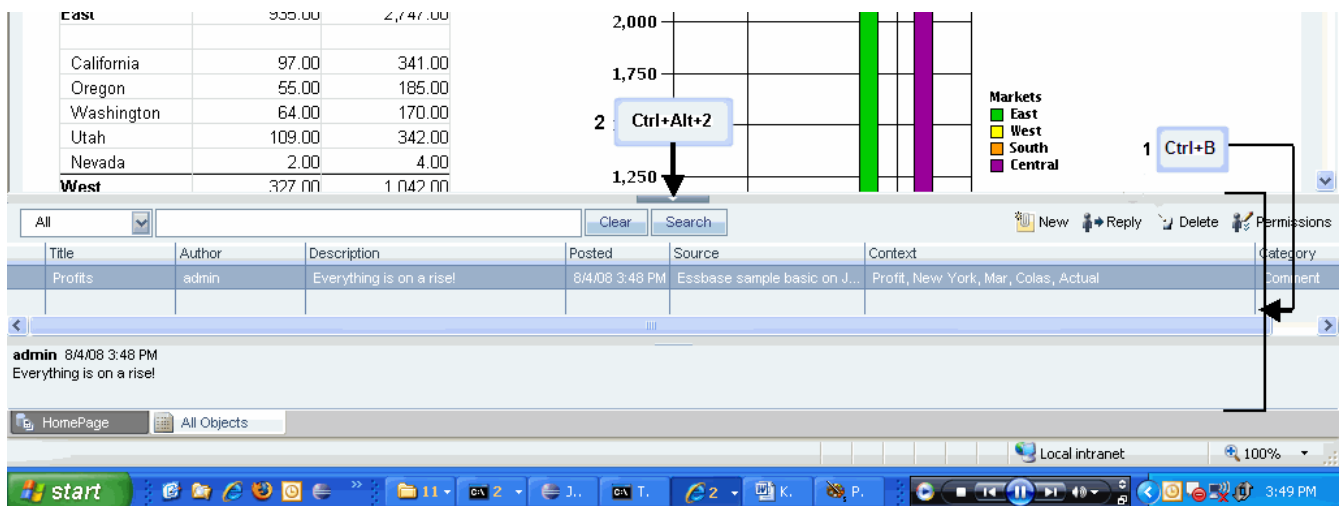 East 935.00 2,747.00
2,000
California 97.00 341.00
1,750
Oregon 55.00 185.00
Markets
Washington 64.00 170.00
East
2 Ctrl+Alt+2
West
Utah 109.00 342.00
South
1 Ctrl+B
Nevada 2.00 4.00
Central
1,250
West 327.00 1,042.00
All Clear Search New Reply Delete Permissions
Title Author Description Posted Source Context Category
Profits admin Everything is on a rise! 8/4/08 3:48 PM Essbase sample basic on J... Profit, New York, Mar, Colas, Actual Comment
admin 8/4/08 3:48 PM
Everything is on a rise!
HomePage All Objects
Local intranet 100%
start » 11 2 J.. T. 2 K. P. 3:49 PM